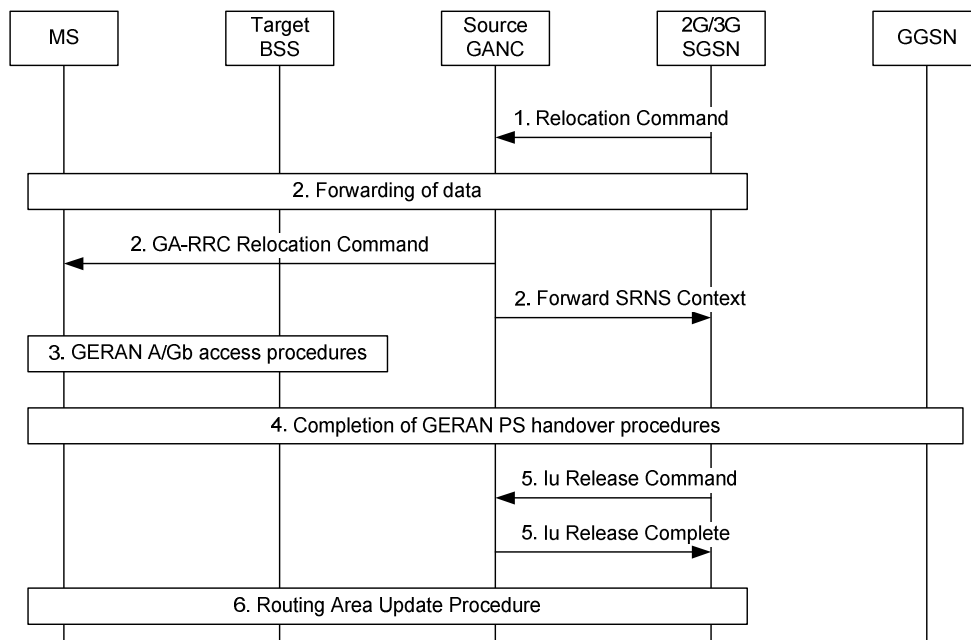 MS
Target
BSS
Source
GANC
2G/3G
SGSN
GGSN
1. Relocation Command
2. Forwarding of data
2. GA-RRC Relocation Command
2. Forward SRNS Context
3. GERAN A/Gb access procedures
4. Completion of GERAN PS handover procedures
5. Iu Release Command
5. Iu Release Complete
6. Routing Area Update Procedure